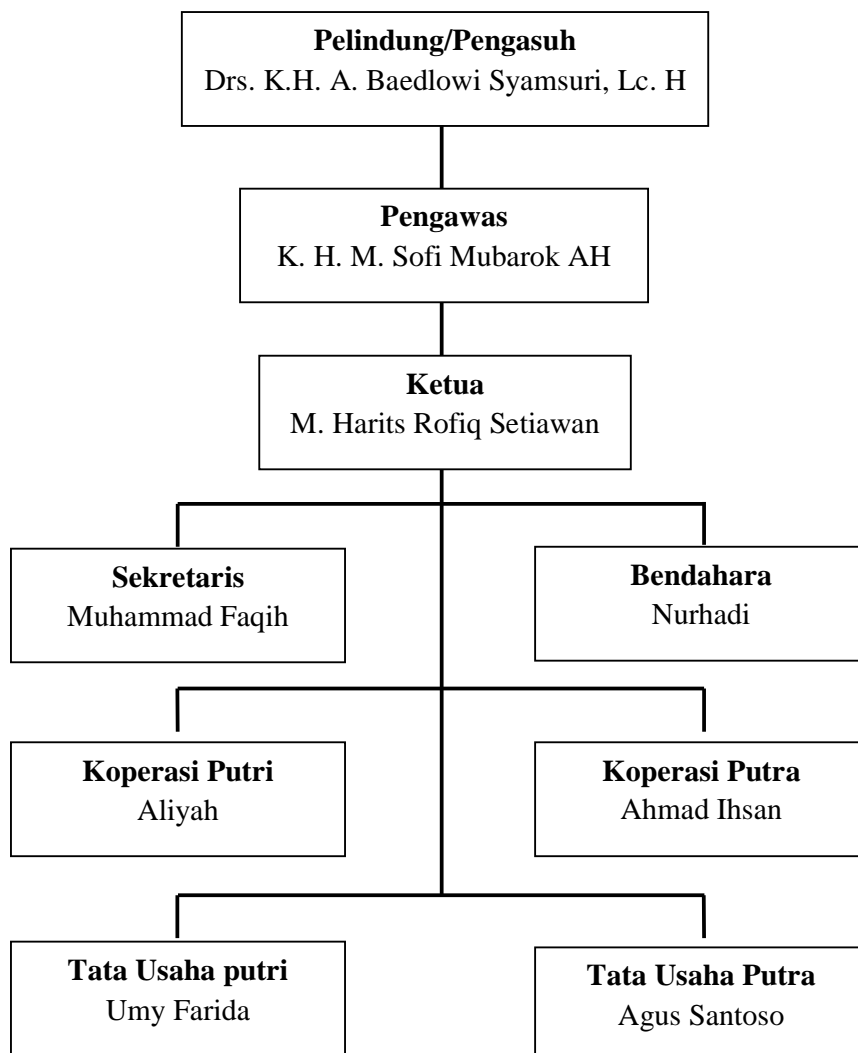 Pelindung/Pengasuh
Drs. K.H. A. Baedlowi Syamsuri, Lc. H
Pengawas
K. H. M. Sofi Mubarok AH
Ketua
M. Harits Rofiq Setiawan
Sekretaris
Muhammad Faqih
Bendahara
Nurhadi
Koperasi Putri
Aliyah
Koperasi Putra
Ahmad Ihsan
Tata Usaha putri
Umy Farida
Tata Usaha Putra
Agus Santoso